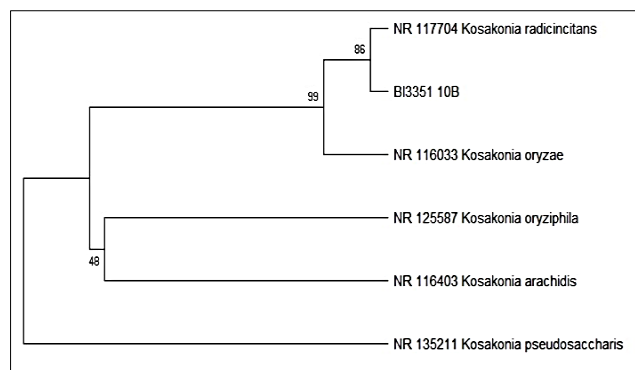 NR 117704 Kosakonia radicincitans
86
BI3351 10B
99
NR 116033 Kosakonia oryzae
NR 125587 Kosakonia oryziphila
48
NR 116403 Kosakonia arachidis
NR 135211 Kosakonia pseudosaccharis